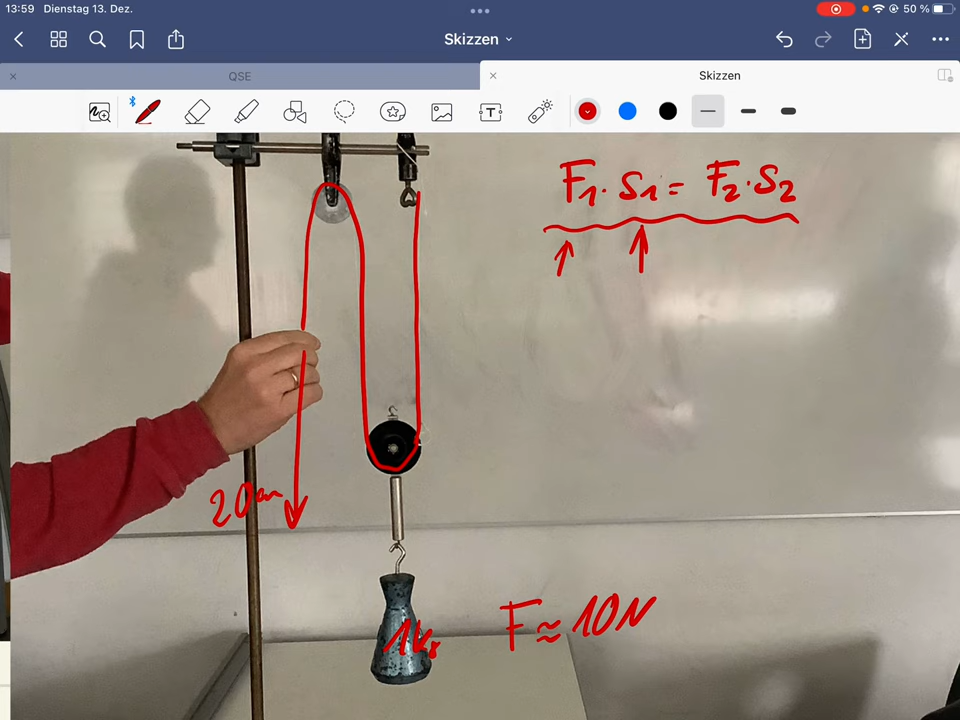 13:59 Dienstag 13. Dez.
50 %
Skizzen
QSE
Skizzen
F1 · S1 = F2 · S2
20cm
1kg
F ≈ 10N